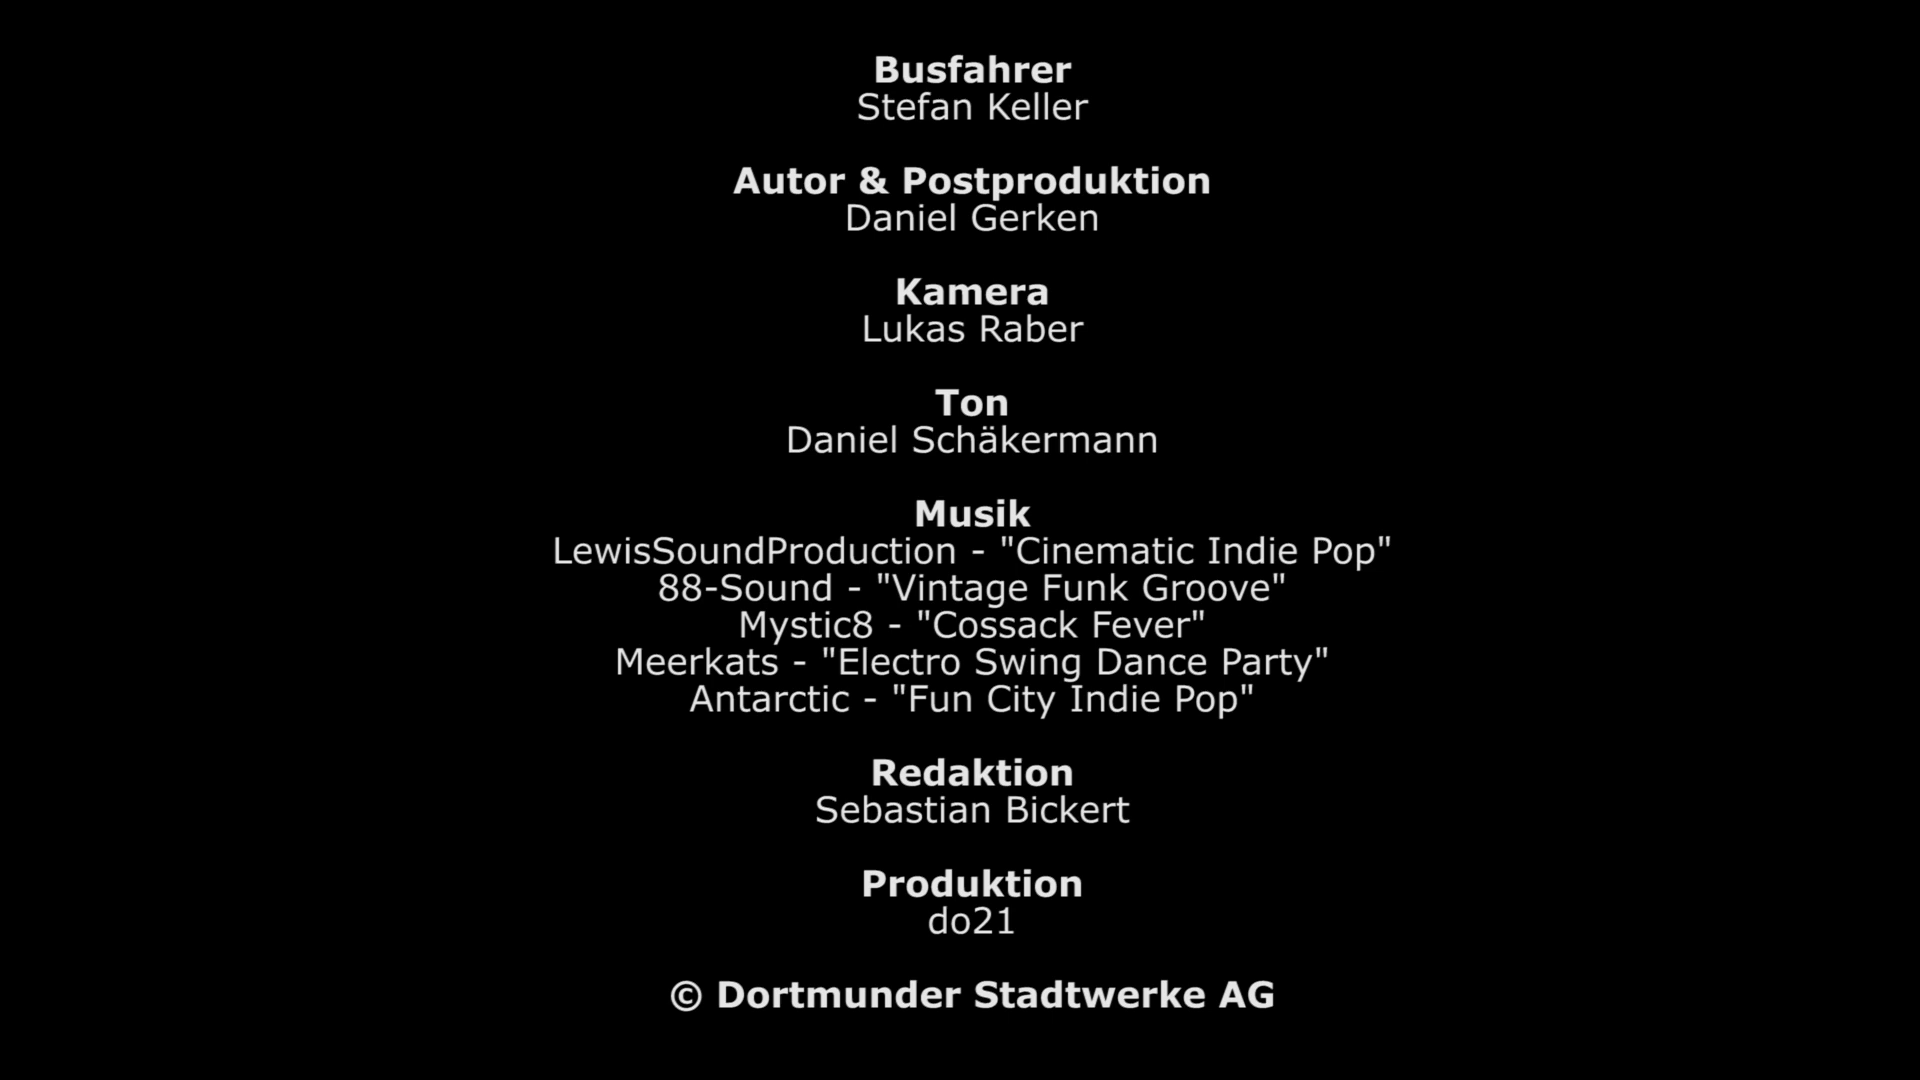 Busfahrer
Stefan Keller
Autor & Postproduktion
Daniel Gerken
Kamera
Lukas Raber
Ton
Daniel Schäkermann
Musik
LewisSoundProduction - "Cinematic Indie Pop"
88-Sound - "Vintage Funk Groove"
Mystic8 - "Cossack Fever"
Meerkats - "Electro Swing Dance Party"
Antarctic - "Fun City Indie Pop"
Redaktion
Sebastian Bickert
Produktion
do21
© Dortmunder Stadtwerke AG